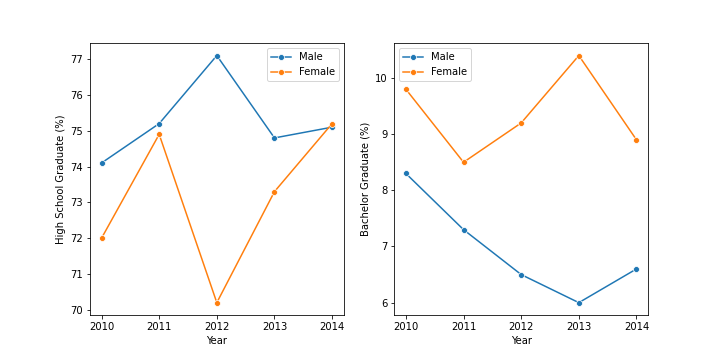 High School Graduate (%)
77
76
75
74
73
72
71
70
2010 2011 2012 2013 2014
Year
Male
Female
Bachelor Graduate (%)
10
9
8
7
6
2010 2011 2012 2013 2014
Year
Male
Female